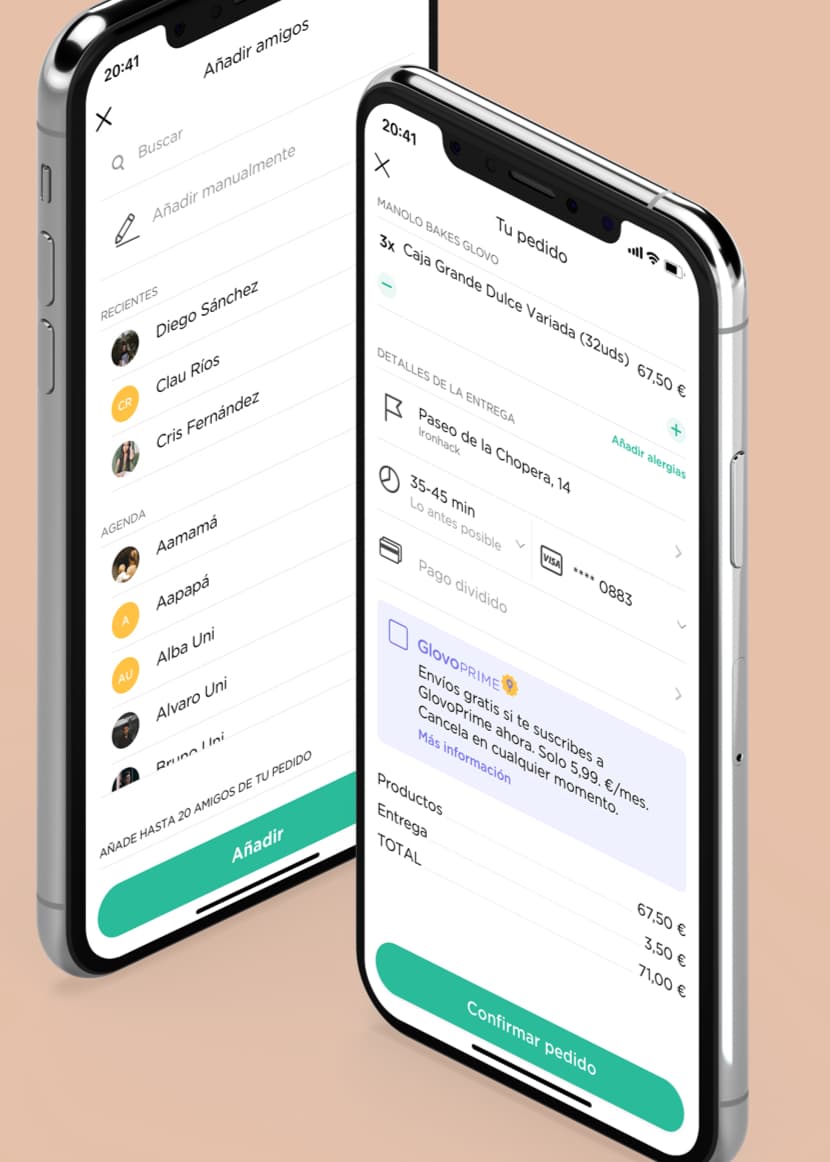 20:41
Añadir amigos
Buscar
Añadir manualmente
RECIENTES
Diego Sánchez
CR
Clau Ríos
Cris Fernández
AGENDA
Aamamá
A
Aapapá
AU
Alba Uni
Alvaro Uni
Bruno Uni
AÑADE HASTA 20 AMIGOS DE TU PEDIDO
Añadir
20:41
Tu pedido
MANOLO BAKES GLOVO
3x Caja Grande Dulce Variada (32uds) 67,50 €
Añadir alergias
DETALLES DE LA ENTREGA
Paseo de la Chopera, 14
Ironhack
35-45 min
Lo antes posible
VISA **** 0883
Pago dividido
GlovoPRIME
Envíos gratis si te suscribes a
GlovoPrime ahora. Solo 5,99. €/mes.
Cancela en cualquier momento.
Más información
Productos 67,50 €
Entrega 3,50 €
TOTAL 71,00 €
Confirmar pedido